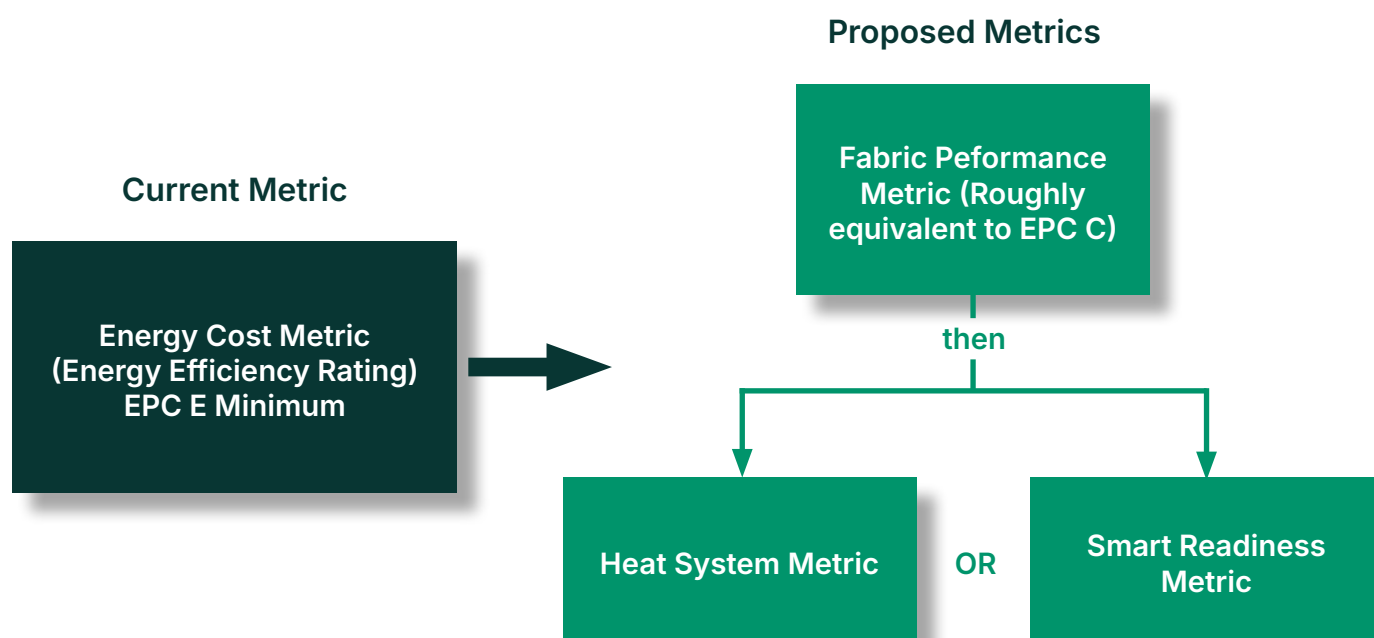 Proposed Metrics
Fabric Peformance
Metric (Roughly
equivalent to EPC C)
Current Metric
Energy Cost Metric
(Energy Efficiency Rating)
EPC E Minimum
then
Heat System Metric
OR
Smart Readiness
Metric